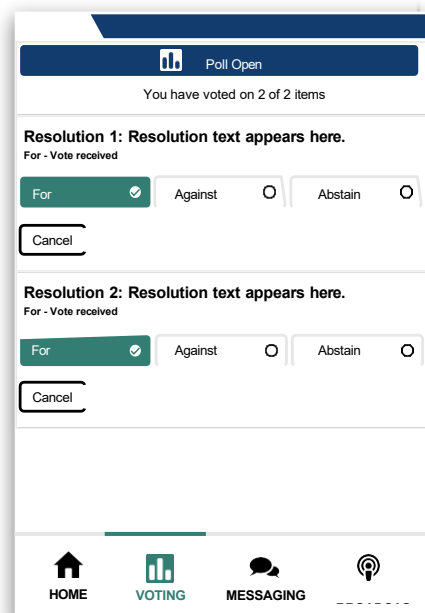 Poll Open
You have voted on 2 of 2 items
Resolution 1: Resolution text appears here.
For - Vote received
For Against Abstain
Cancel
Resolution 2: Resolution text appears here.
For - Vote received
For Against Abstain
Cancel
HOME VOTING MESSAGING